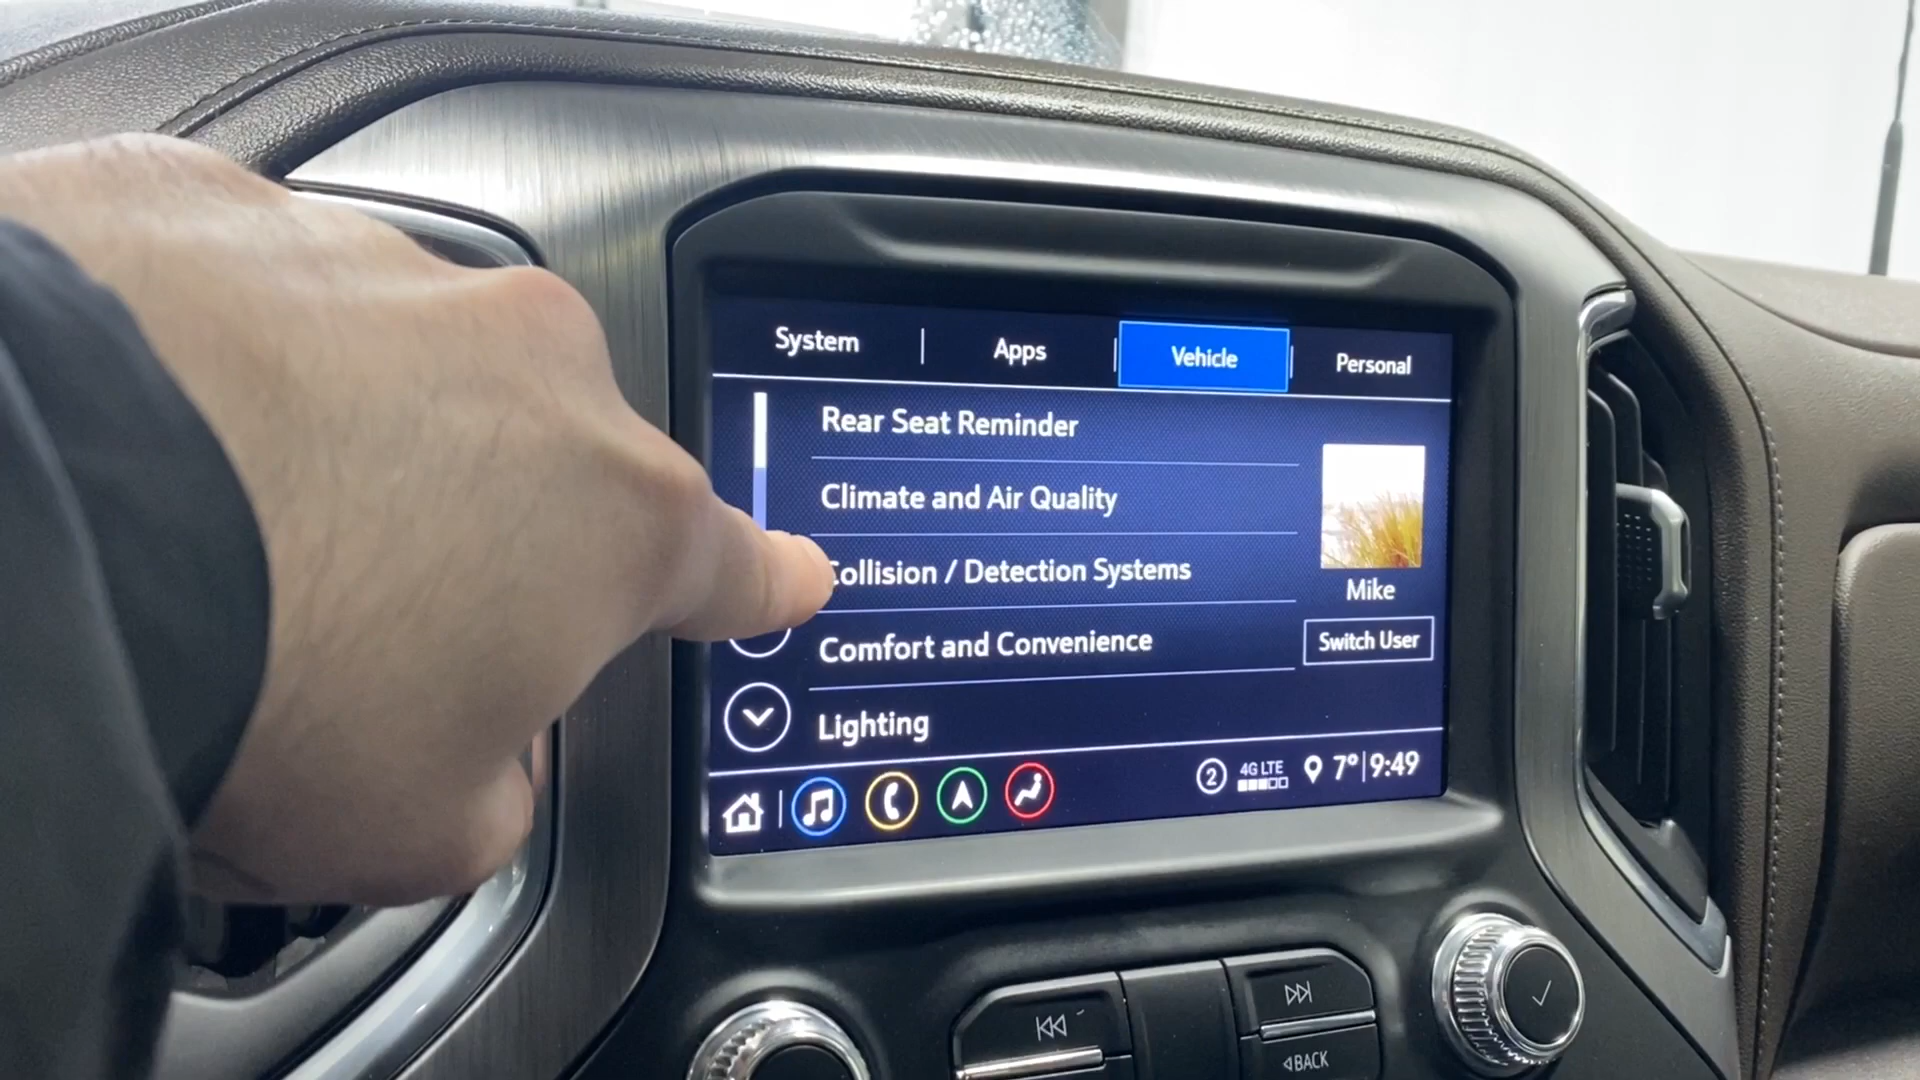 System
Apps
Vehicle
Personal
Rear Seat Reminder
Climate and Air Quality
Collision / Detection Systems
Comfort and Convenience
Lighting
Mike
Switch User
2
4G LTE
7°
9:49
BACK